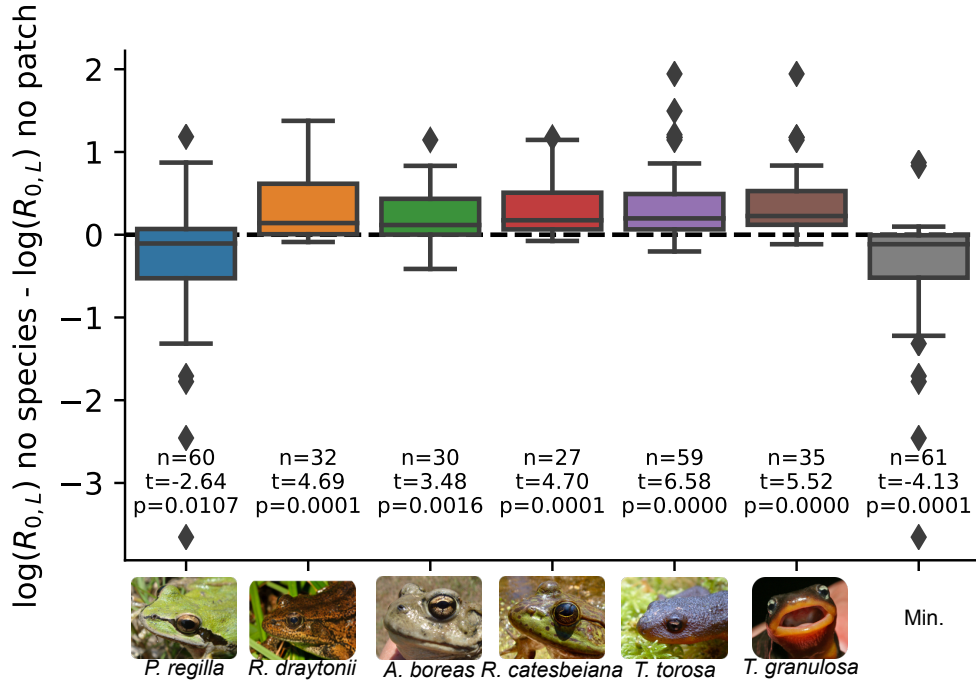 log(R0,L) no species - log(R0,L) no patch
2
1
0
−1
−2
−3
n=60
t=-2.64
p=0.0107
n=32
t=4.69
p=0.0001
n=30
t=3.48
p=0.0016
n=27
t=4.70
p=0.0001
n=59
t=6.58
p=0.0000
n=35
t=5.52
p=0.0000
n=61
t=-4.13
p=0.0001
P. regilla
R. draytonii
A. boreas
R. catesbeiana
T. torosa
T. granulosa
Min.